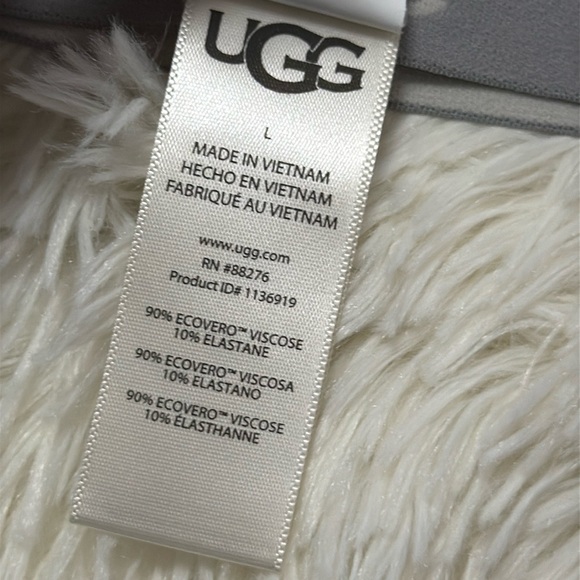 UGG
L
MADE IN VIETNAM
HECHO EN VIETNAM
FABRIQUÉ AU VIETNAM
www.ugg.com
RN #88276
Product ID# 1136919
90% ECOVERO™ VISCOSE
10% ELASTANE
90% ECOVERO™ VISCOSA
10% ELASTANO
90% ECOVERO™ VISCOSE
10% ÉLASTHANNE